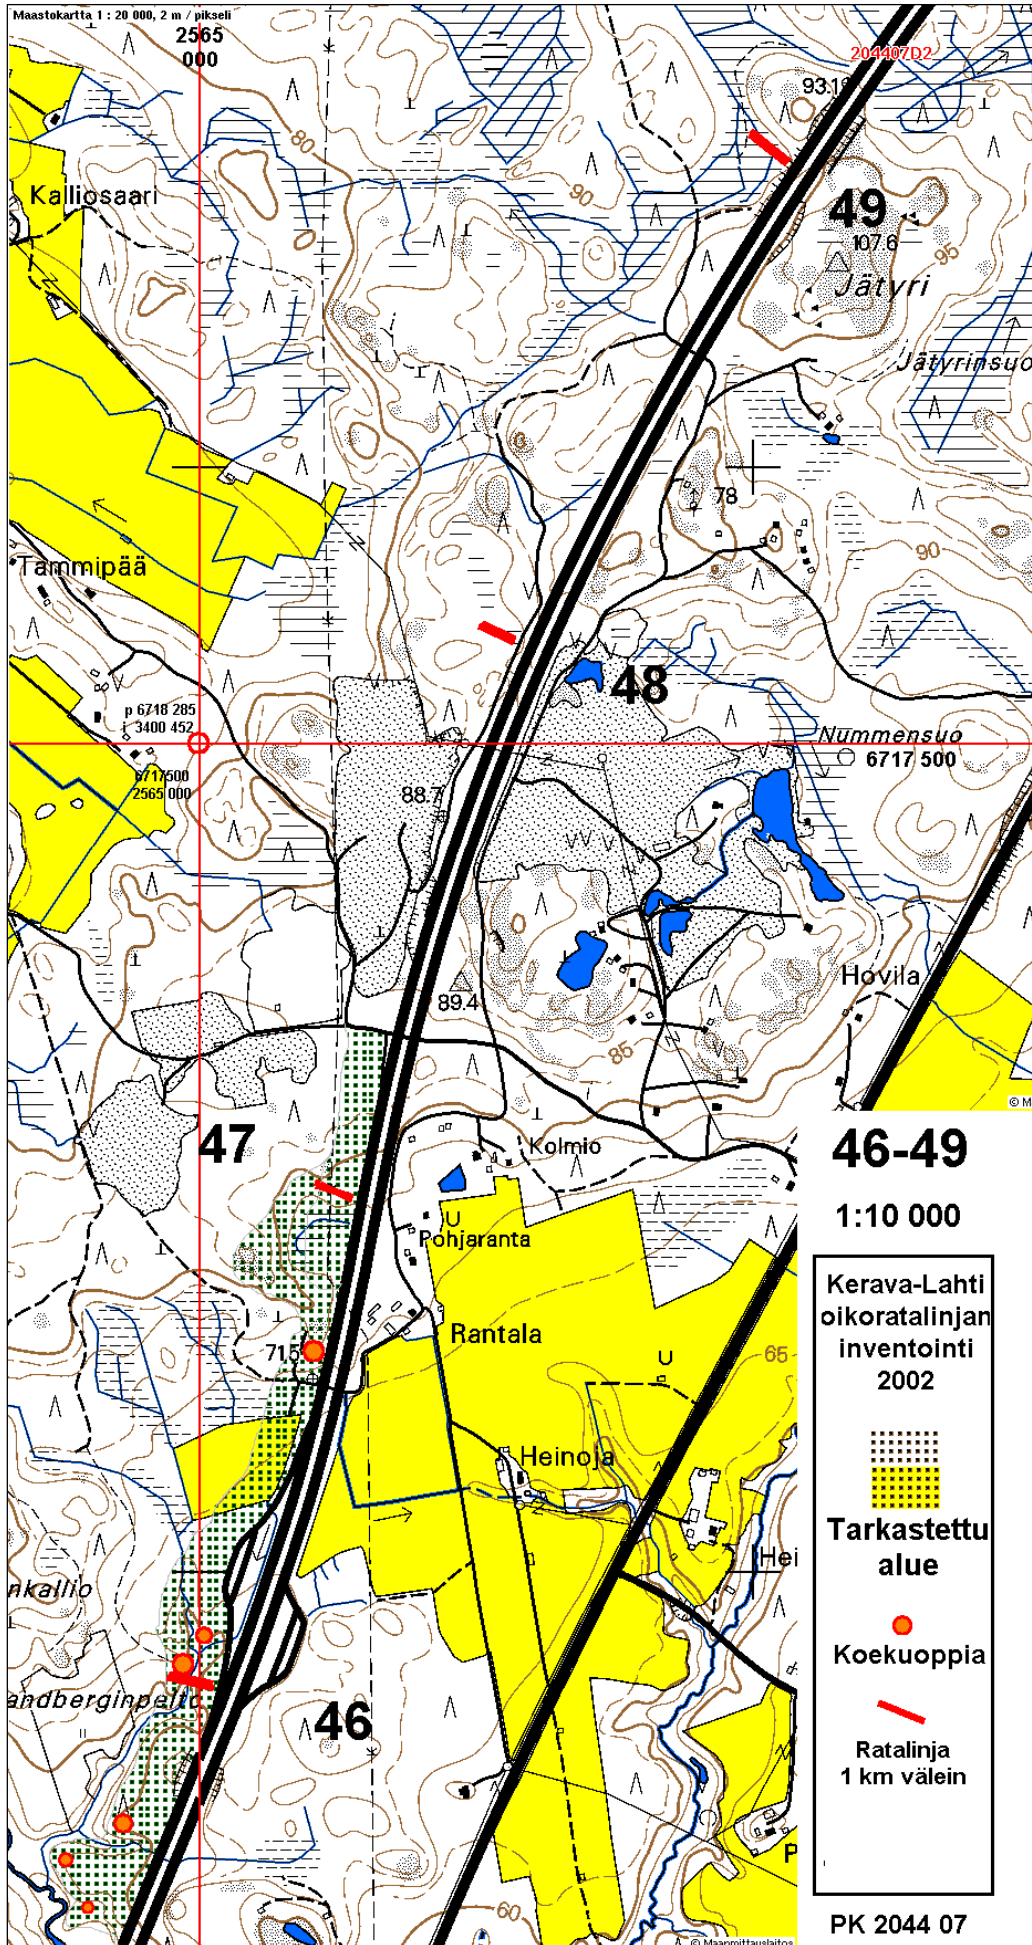 Maastokartta 1 : 20 000, 2 m / pikseli
2565
000
204407D2
93.1
80
Kalliosaari
90
49
107.6
95
Jätyri
Jätyrinsuo
78
90
Tammipää
48
p 6718 285
i 3400 452
Nummensuo
6717 500
6717500
2565 000
88.7
Hovila
89.4
85
© M
47
Kolmio
46-49
1:10 000
U
Pohjaranta
Kerava-Lahti
oikoratalinjan
inventointi
2002
Rantala
715
U
65
Heinoja
Tarkastettu
alue
Hei
nkallio
Koekuoppia
andberginpelto
46
Ratalinja
1 km välein
P
60
PK 2044 07
© Maanmittauslaitos